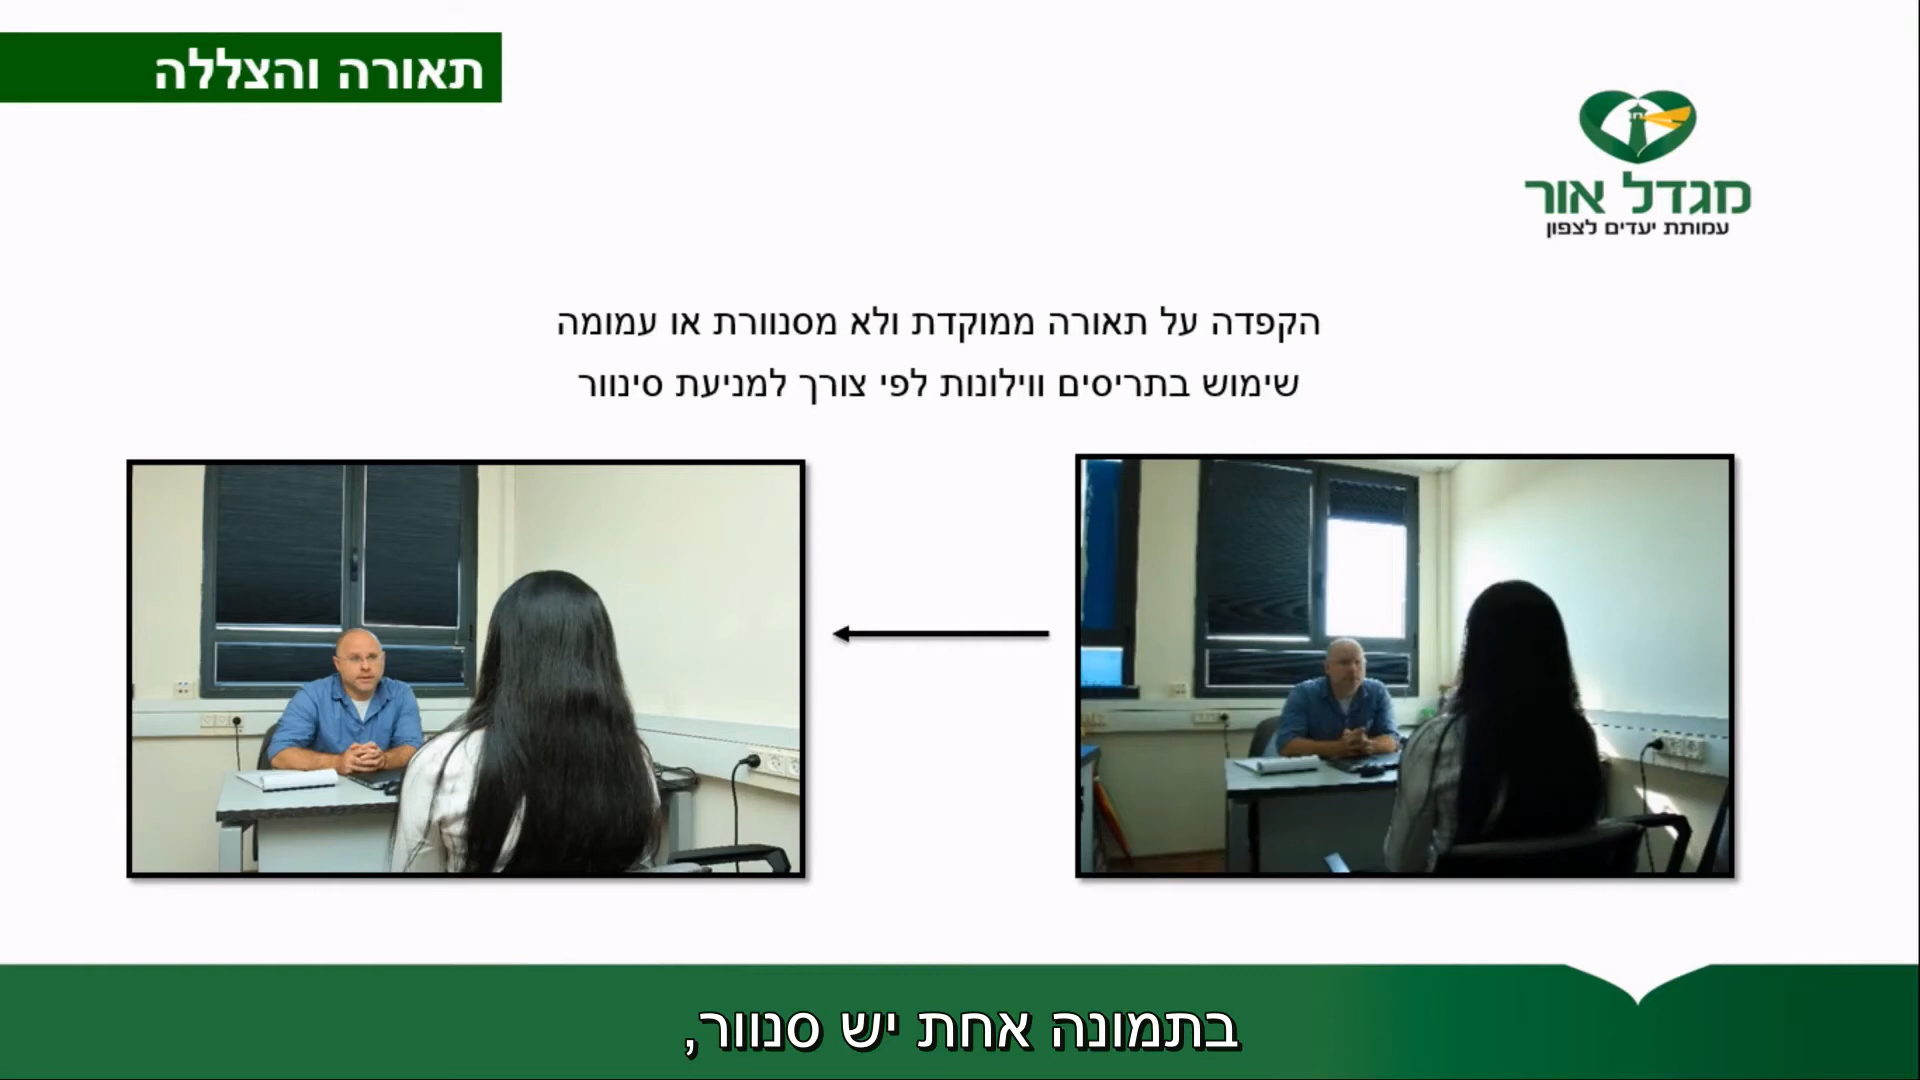 תאורה והצללה
מגדל אור
עמותת יעדים לצפון
הקפדה על תאורה ממוקדת ולא מסנוורת או עמומה
שימוש בתריסים ווילונות לפי צורך למניעת סינוור
בתמונה אחת יש סנוור,